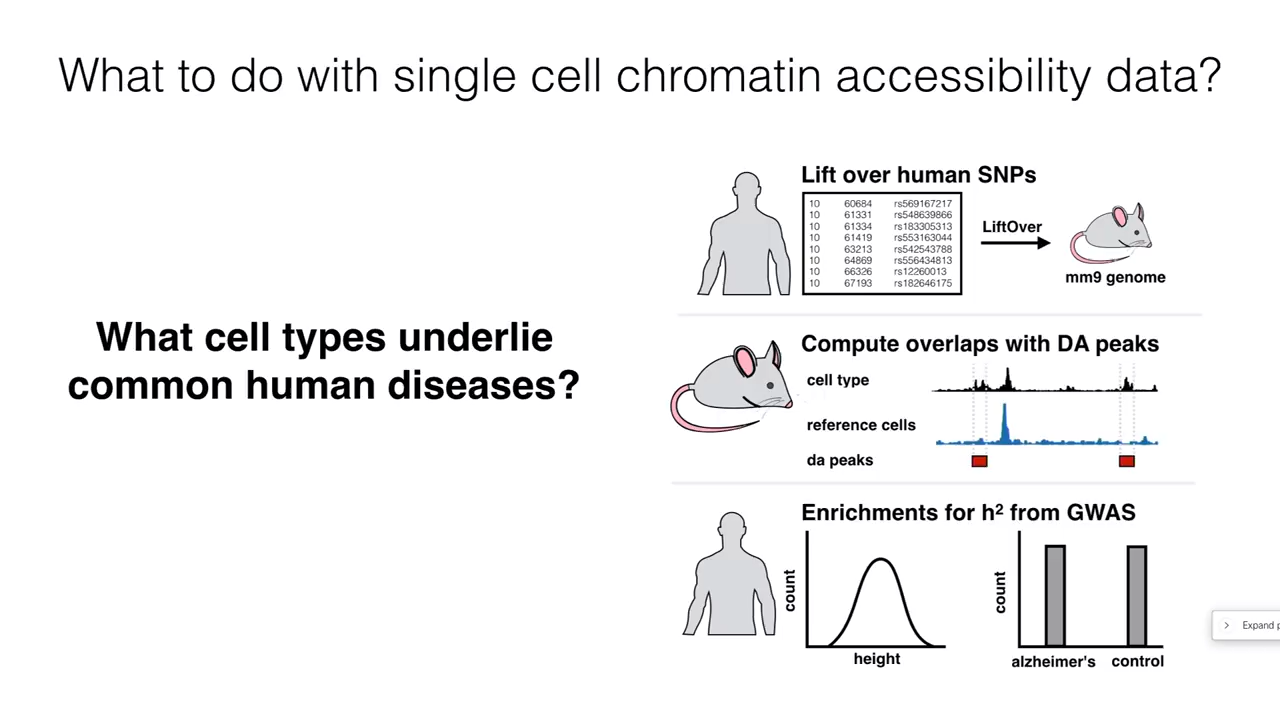 What to do with single cell chromatin accessibility data?
What cell types underlie
common human diseases?
Lift over human SNPs
10 60684 rs569167217
10 61331 rs548639866
10 61334 rs183305313
10 61419 rs553163044
10 63213 rs542543788
10 64869 rs556434813
10 66326 rs12260013
10 67193 rs182646175
LiftOver
mm9 genome
Compute overlaps with DA peaks
cell type
reference cells
da peaks
Enrichments for h² from GWAS
count
height
count
alzheimer's control
Expand